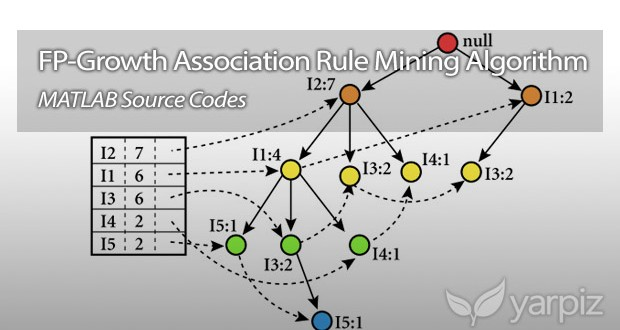 null
FP-Growth Association Rule Mining Algorithm
MATLAB Source Codes
I2:7
I1:2
I1:4
I3:2
I4:1
I3:2
I2 7
I1 6
I3 6
I4 2
I5 2
I5:1
I3:2
I4:1
I5:1
yarpiz